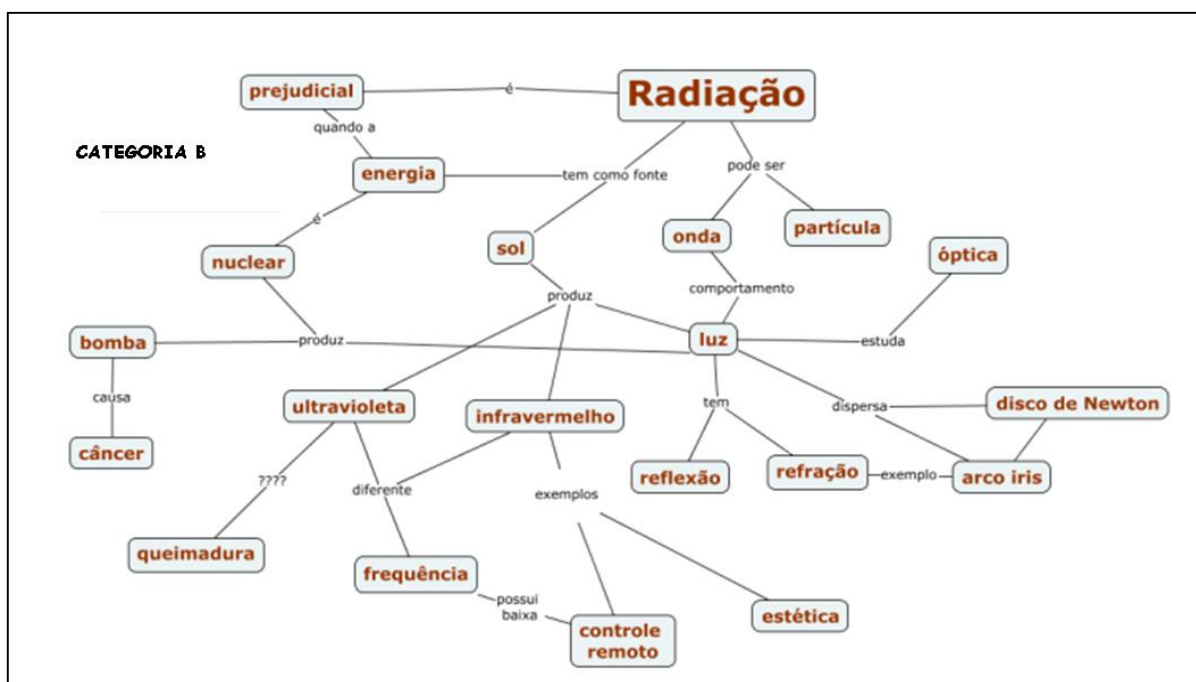 prejudicial
é
Radiação
quando a
CATEGORIA B
pode ser
energia
tem como fonte
é
partícula
onda
sol
óptica
nuclear
comportamento
produz
bomba
produz
luz
estuda
causa
ultravioleta
infravermelho
tem
dispersa
disco de Newton
câncer
reflexão
refração
exemplo
arco iris
????
diferente
exemplos
queimadura
frequência
possui
baixa
controle
remoto
estética